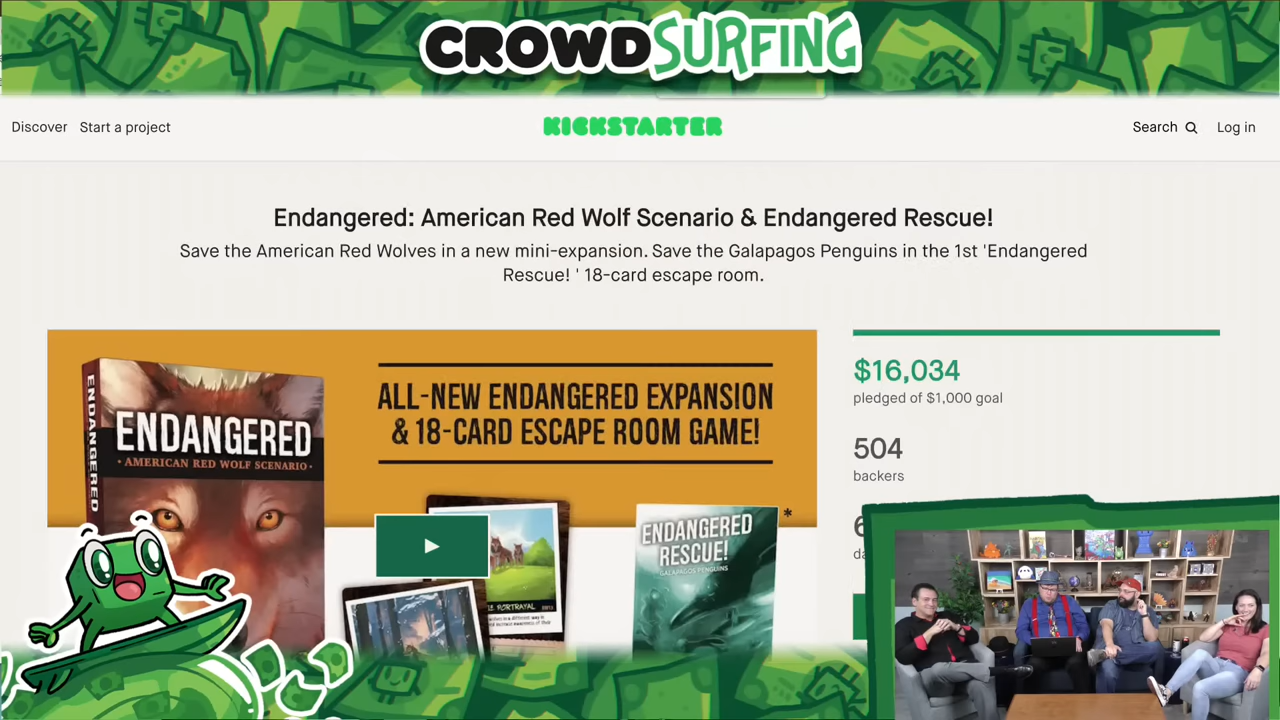 CROWDSURFING
Discover Start a project
KICKSTARTER
Search
Log in
Endangered: American Red Wolf Scenario & Endangered Rescue!
Save the American Red Wolves in a new mini-expansion. Save the Galapagos Penguins in the 1st 'Endangered
Rescue! ' 18-card escape room.
$16,034
pledged of $1,000 goal
504
backers
ALL-NEW ENDANGERED EXPANSION
& 18-CARD ESCAPE ROOM GAME!
ENDANGERED
ENDANGERED
• AMERICAN RED WOLF SCENARIO •
*
ENDANGERED
RESCUE!
GALAPAGOS PENGUINS
PORTRAYAL